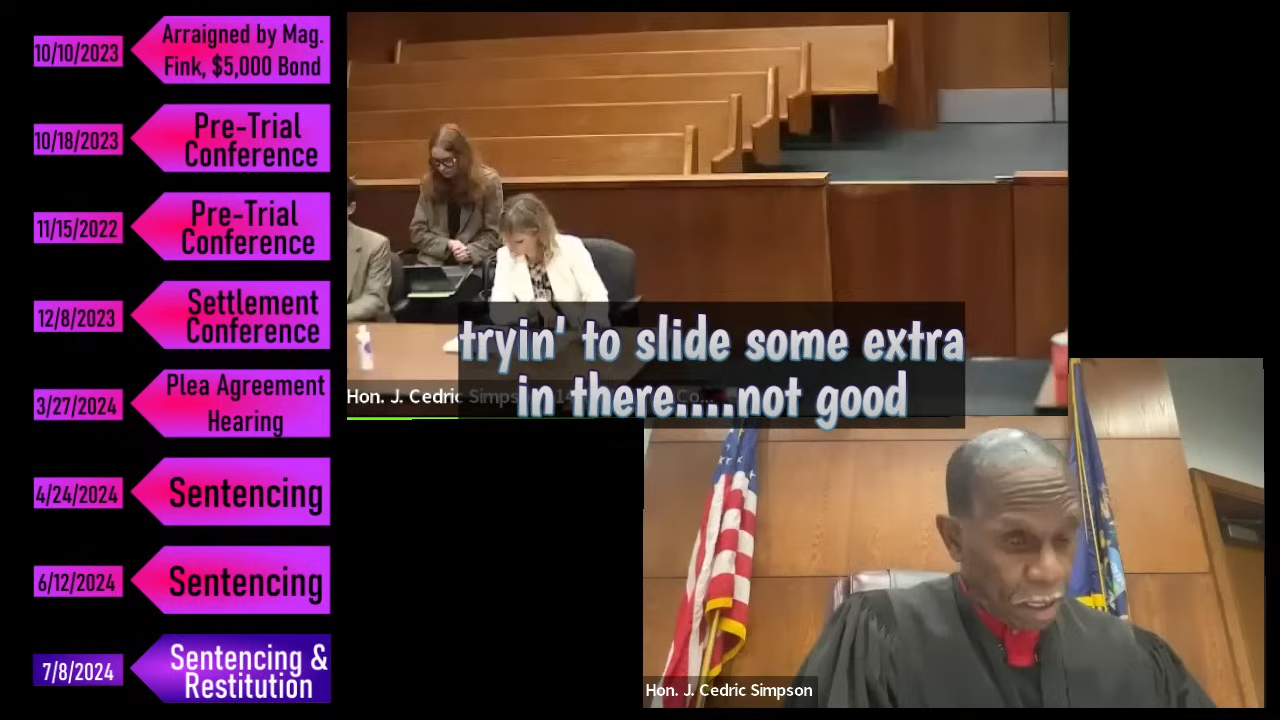 10/10/2023
Arraigned by Mag.
Fink, $5,000 Bond
10/18/2023
Pre-Trial
Conference
11/15/2022
Pre-Trial
Conference
12/8/2023
Settlement
Conference
3/27/2024
Plea Agreement
Hearing
4/24/2024
Sentencing
6/12/2024
Sentencing
7/8/2024
Sentencing &
Restitution
tryin' to slide some extra
in there....not good
Hon. J. Cedric Simpson
Hon. J. Cedric Simpson